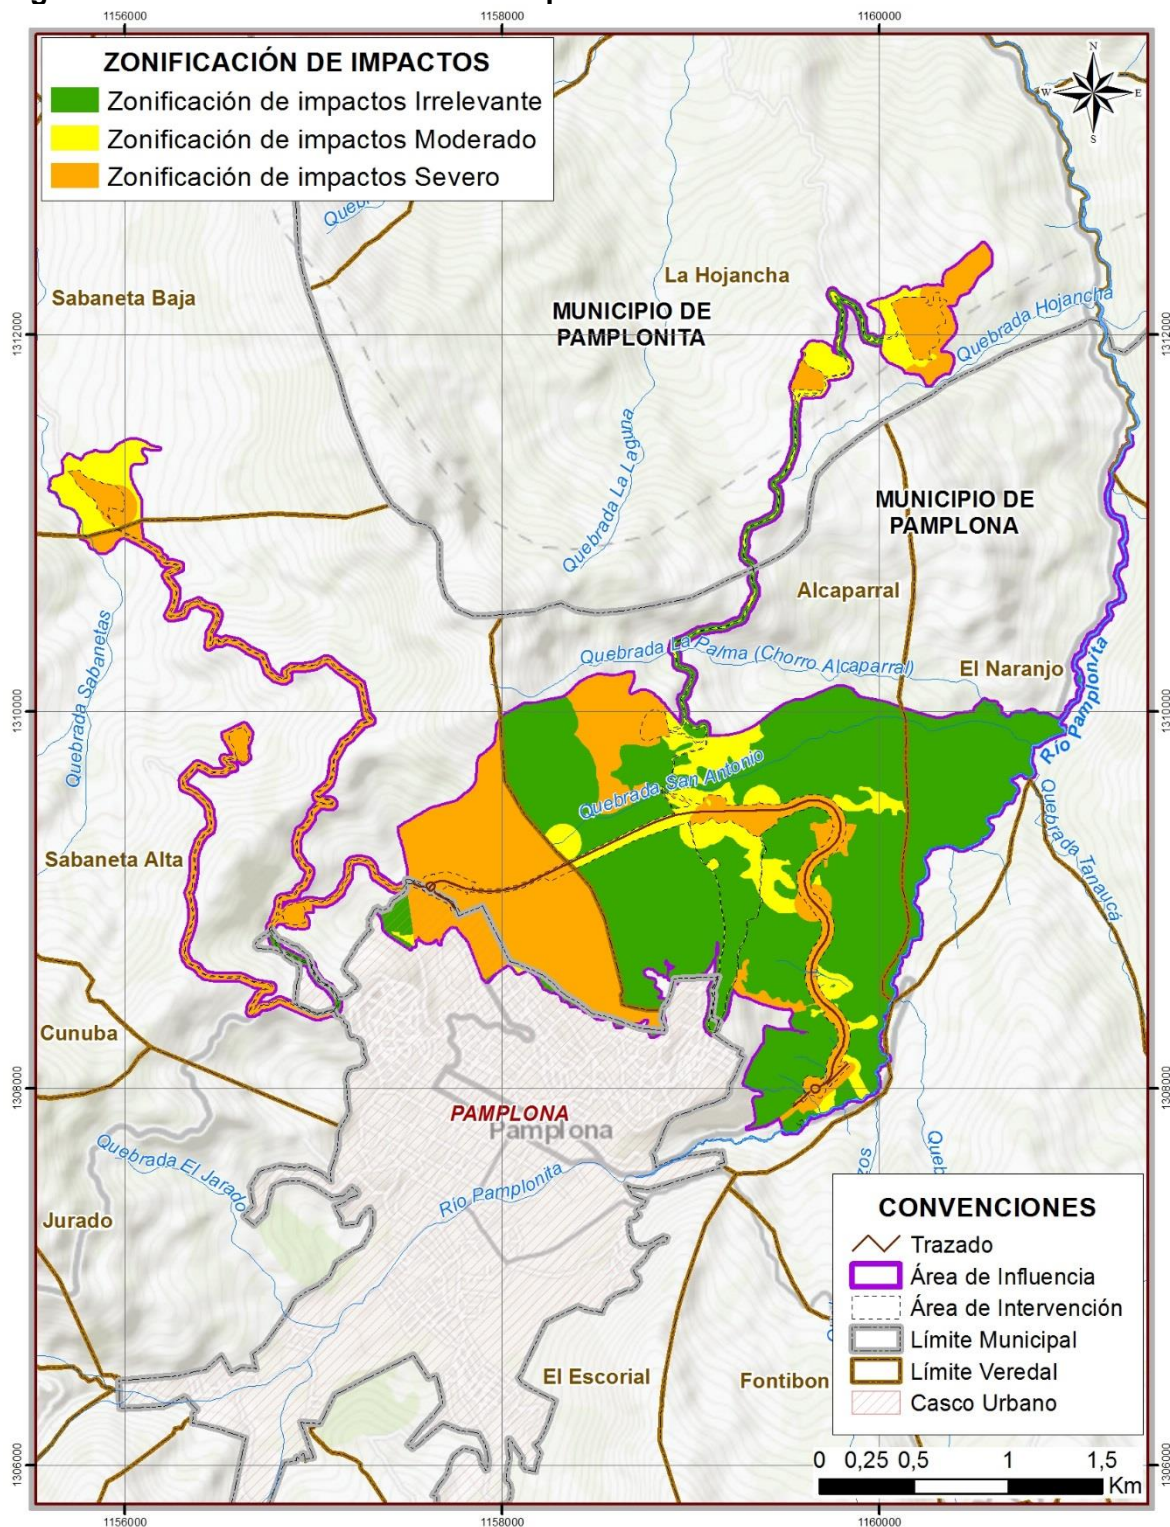 1156000
1158000
1160000
ZONIFICACIÓN DE IMPACTOS
Zonificación de impactos Irrelevante
Zonificación de impactos Moderado
Zonificación de impactos Severo
N
W
E
S
Sabaneta Baja
La Hojancha
MUNICIPIO DE
PAMPLONITA
Quebrada Hojancha
1312000
1312000
Quebrada La Laguna
MUNICIPIO DE
PAMPLONA
Alcaparral
Quebrada Sabanetas
Quebrada La Palma (Chorro Alcaparral)
El Naranjo
Río Pamplonita
1310000
1310000
Quebrada San Antonio
Quebrada Tanaucá
Sabaneta Alta
Cunuba
1308000
1308000
PAMPLONA
Pamplona
Quebrada El Jarado
Río Pamplonita
Jurado
El Escorial
Fontibon
CONVENCIONES
Trazado
Área de Influencia
Área de Intervención
Límite Municipal
Límite Veredal
Casco Urbano
0 0,25 0,5 1 1,5
Km
1306000
1306000
1156000
1158000
1160000